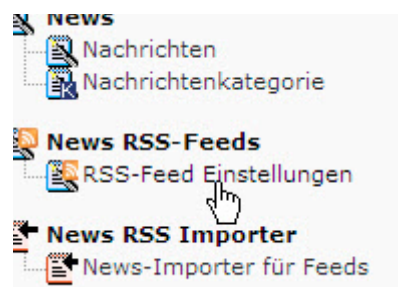 News
Nachrichten
Nachrichtenkategorie
News RSS-Feeds
RSS-Feed Einstellungen
News RSS Importer
News-Importer für Feeds